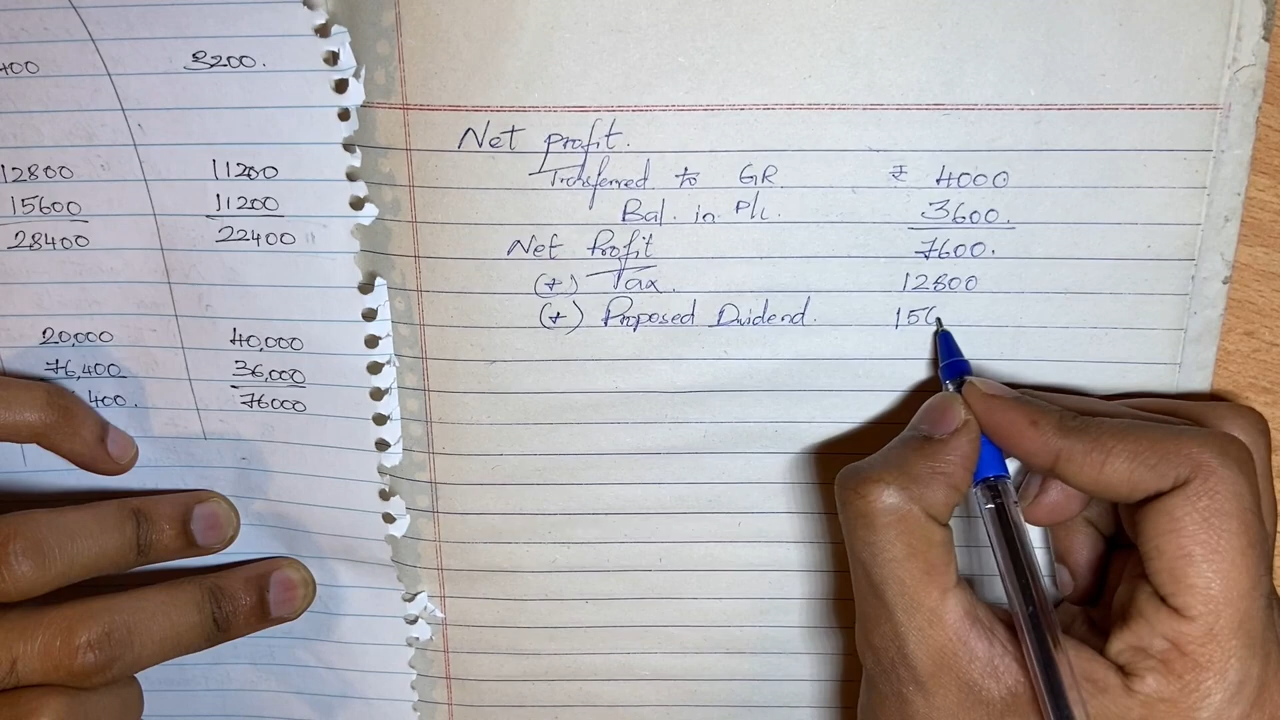 400 3200.
12800 11200
15600 11200
28400 22400
20,000 40,000
76,400 36,000
400. 76000
Net profit.
Transferred to GR ₹ 4000
Bal. in P/L. 3600.
Net Profit 7600.
(+) Tax. 12800
(+) Proposed Dividend. 156